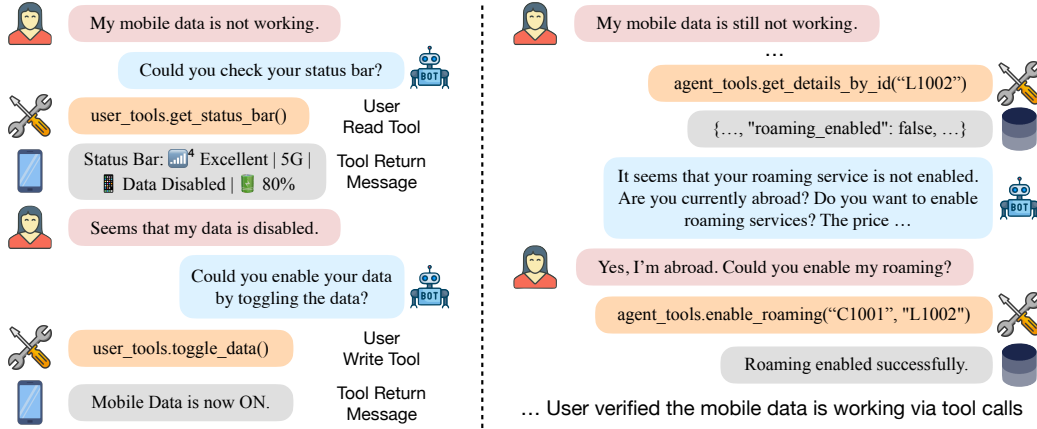 My mobile data is not working.
Could you check your status bar?
BOT
user_tools.get_status_bar()
User
Read Tool
Status Bar: 📶⁴ Excellent | 5G |
📱 Data Disabled | 🔋 80%
Tool Return
Message
Seems that my data is disabled.
Could you enable your data
by toggling the data?
BOT
user_tools.toggle_data()
User
Write Tool
Mobile Data is now ON.
Tool Return
Message
My mobile data is still not working.
...
agent_tools.get_details_by_id(“L1002”)
{…, "roaming_enabled": false, …}
It seems that your roaming service is not enabled.
Are you currently abroad? Do you want to enable
roaming services? The price …
BOT
Yes, I’m abroad. Could you enable my roaming?
agent_tools.enable_roaming(“C1001”, "L1002")
Roaming enabled successfully.
… User verified the mobile data is working via tool calls